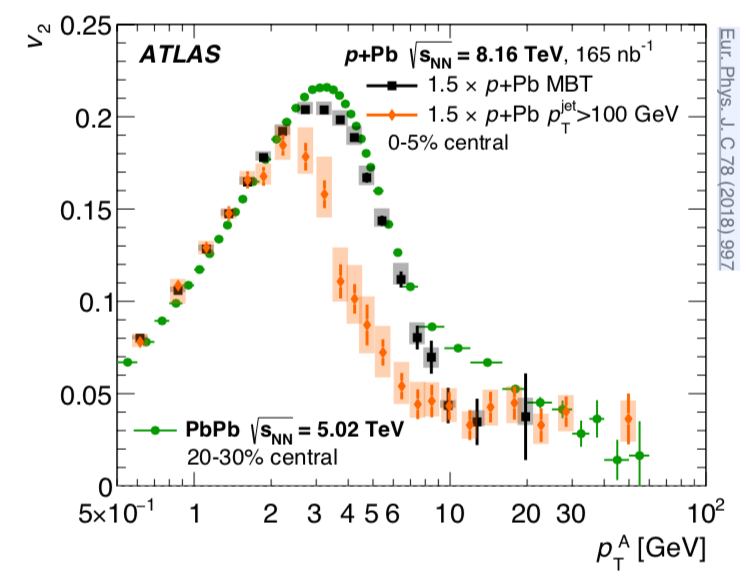 v₂
0.25
0.2
0.15
0.1
0.05
0
ATLAS
p+Pb √sNN = 8.16 TeV, 165 nb⁻¹
1.5 × p+Pb MBT
1.5 × p+Pb pTjet>100 GeV
0-5% central
PbPb √sNN = 5.02 TeV
20-30% central
5×10⁻¹ 1 2 3 4 5 6 10 20 30 10²
pTA [GeV]
Eur. Phys. J. C 78 (2018) 997